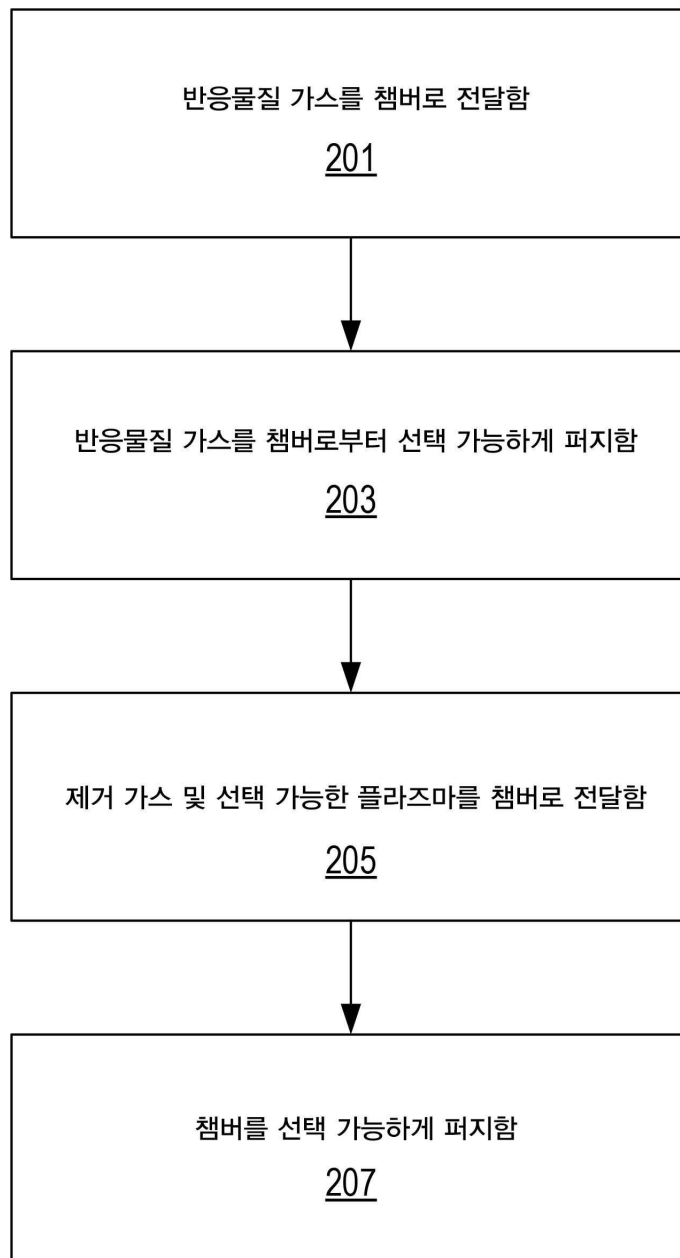 반응물질 가스를 챔버로 전달함
201
반응물질 가스를 챔버로부터 선택 가능하게 퍼지함
203
제거 가스 및 선택 가능한 플라즈마를 챔버로 전달함
205
챔버를 선택 가능하게 퍼지함
207